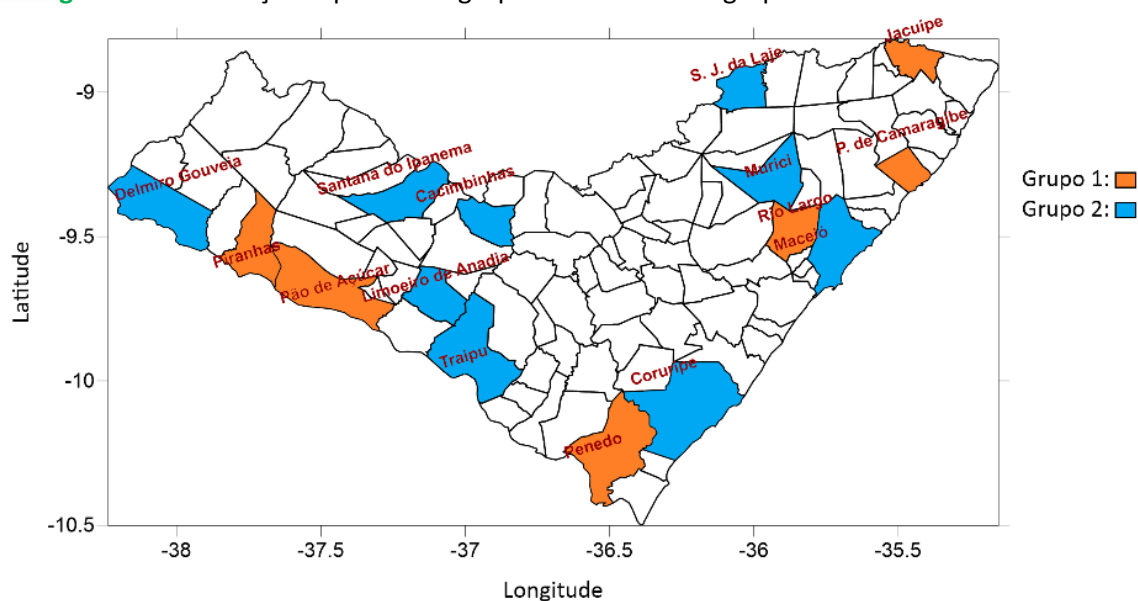 Jacuípe
S. J. da Laje
-9
P. de Camaragibe
Santana do Ipanema
Murici
Delmiro Gouveia
Cacimbinhas
Grupo 1:
Rio Largo
Grupo 2:
-9.5
Maceió
Piranhas
Limoeiro de Anadia
Pão de Açúcar
Latitude
Traipu
-10
Coruripe
Penedo
-10.5
-38 -37.5 -37 -36.5 -36 -35.5
Longitude